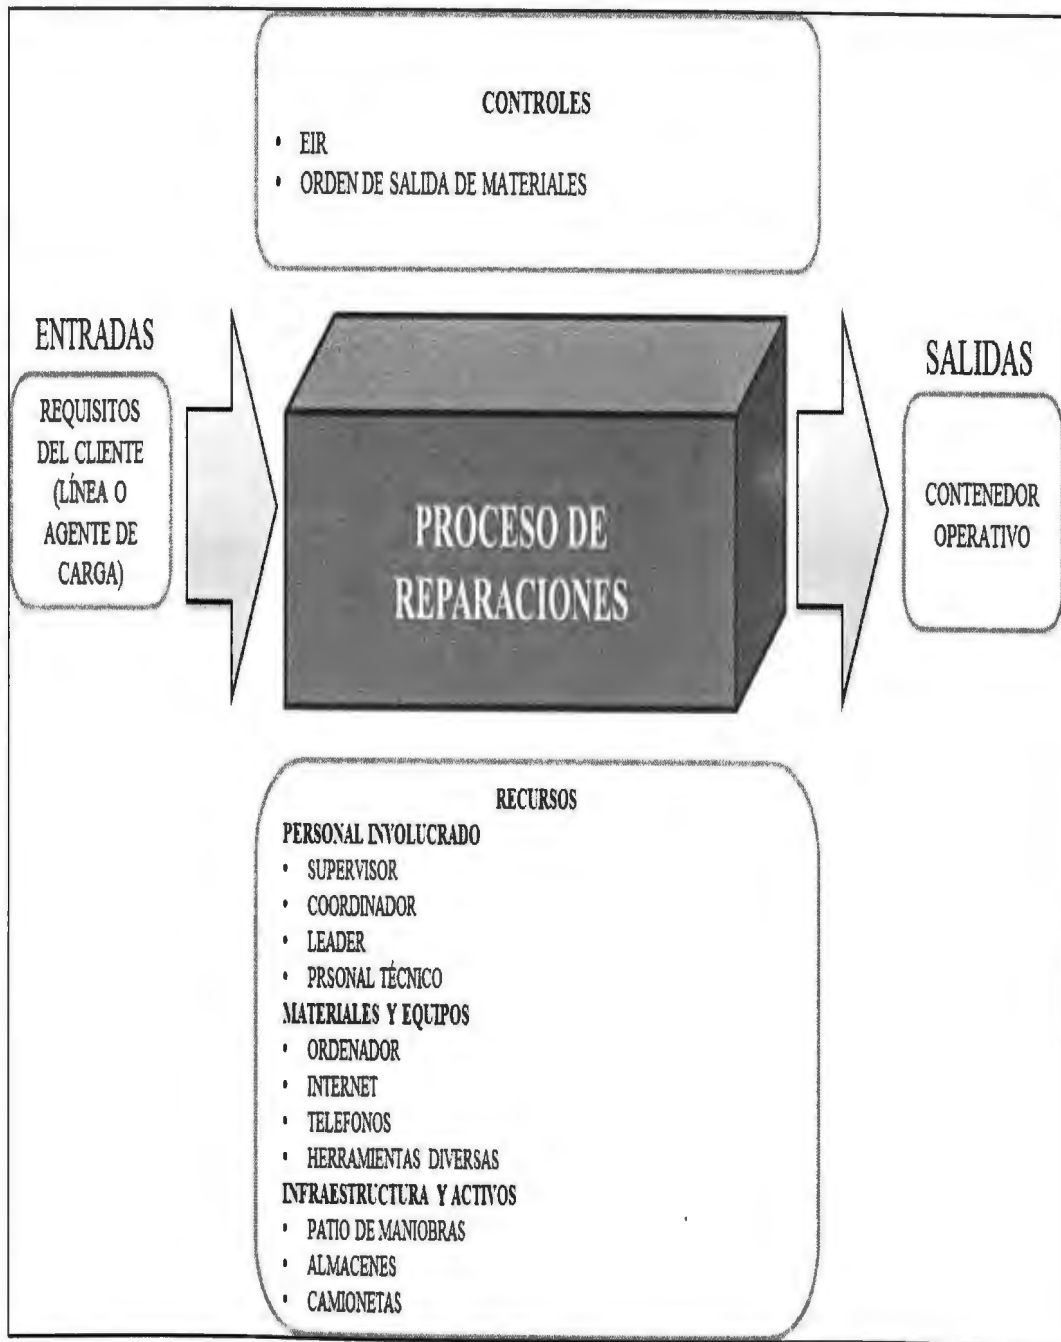 CONTROLES
• EIR
• ORDEN DE SALIDA DE MATERIALES
ENTRADAS
REQUISITOS
DEL CLIENTE
(LÍNEA O
AGENTE DE
CARGA)
PROCESO DE
REPARACIONES
SALIDAS
CONTENEDOR
OPERATIVO
RECURSOS
PERSONAL INVOLUCRADO
• SUPERVISOR
• COORDINADOR
• LEADER
• PRSONAL TÉCNICO
MATERIALES Y EQUIPOS
• ORDENADOR
• INTERNET
• TELEFONOS
• HERRAMIENTAS DIVERSAS
INFRAESTRUCTURA Y ACTIVOS
• PATIO DE MANIOBRAS
• ALMACENES
• CAMIONETAS